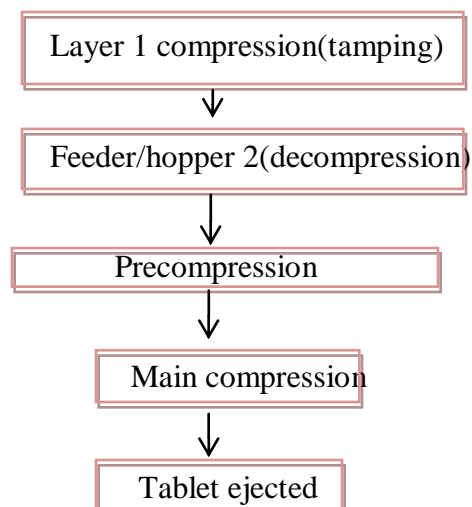 Layer 1 compression(tamping)
Feeder/hopper 2(decompression)
Precompression
Main compression
Tablet ejected